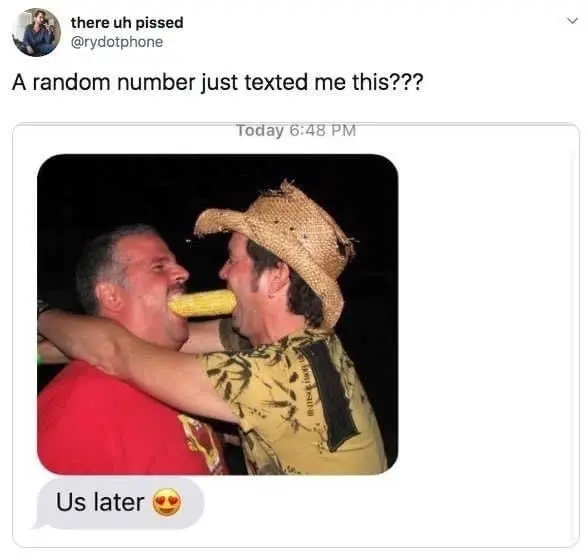 there uh pissed
@rydotphone
A random number just texted me this???
Today 6:48 PM
Us later 😍